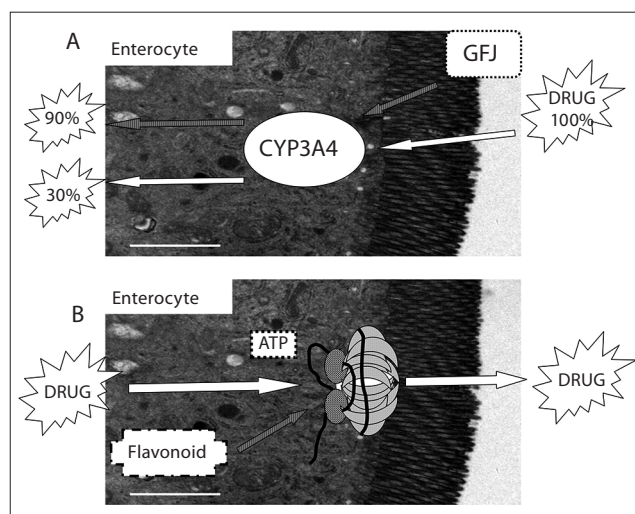 A
Enterocyte
GFJ
90%
DRUG
100%
CYP3A4
30%
B
Enterocyte
ATP
DRUG
DRUG
Flavonoid